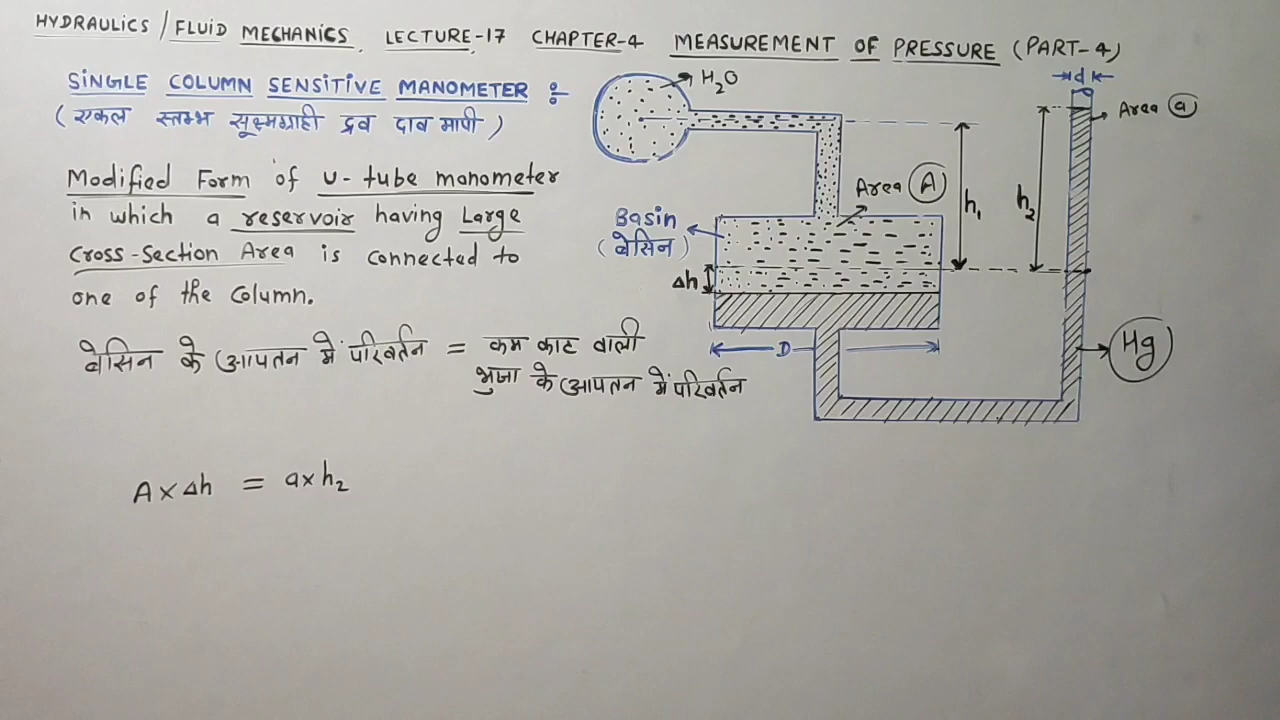 HYDRAULICS / FLUID MECHANICS, LECTURE-17 CHAPTER-4 MEASUREMENT OF PRESSURE (PART-4)
SINGLE COLUMN SENSITIVE MANOMETER :-
(एकल स्तम्भ सूक्ष्मग्राही द्रव दाब मापी)
Modified Form of U-tube manometer
in which a reservoir having Large
Cross-Section Area is connected to
one of the Column.
बेसिन के आयतन में परिवर्तन = कम काट वाली
भुजा के आयतन में परिवर्तन
A × Δh = a × h2
H2O
d
Area a
Area A
h1
h2
Basin
(बेसिन)
Δh
D
Hg